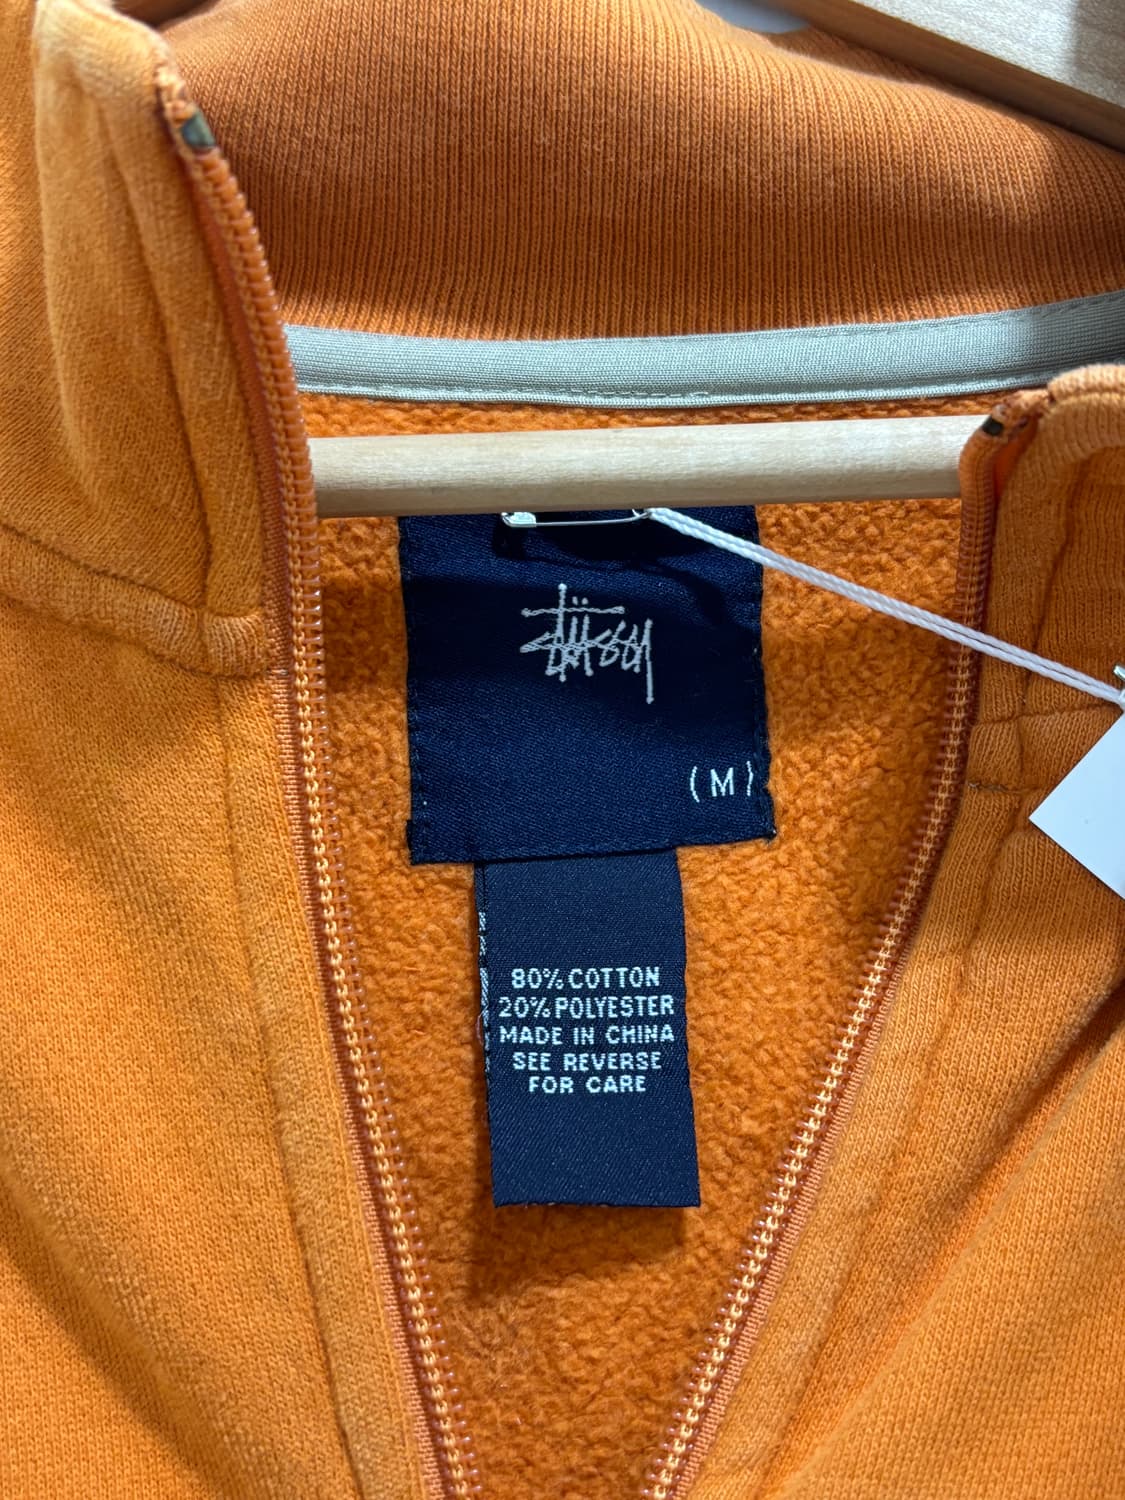 stüssy
(M)
80% COTTON
20% POLYESTER
MADE IN CHINA
SEE REVERSE
FOR CARE